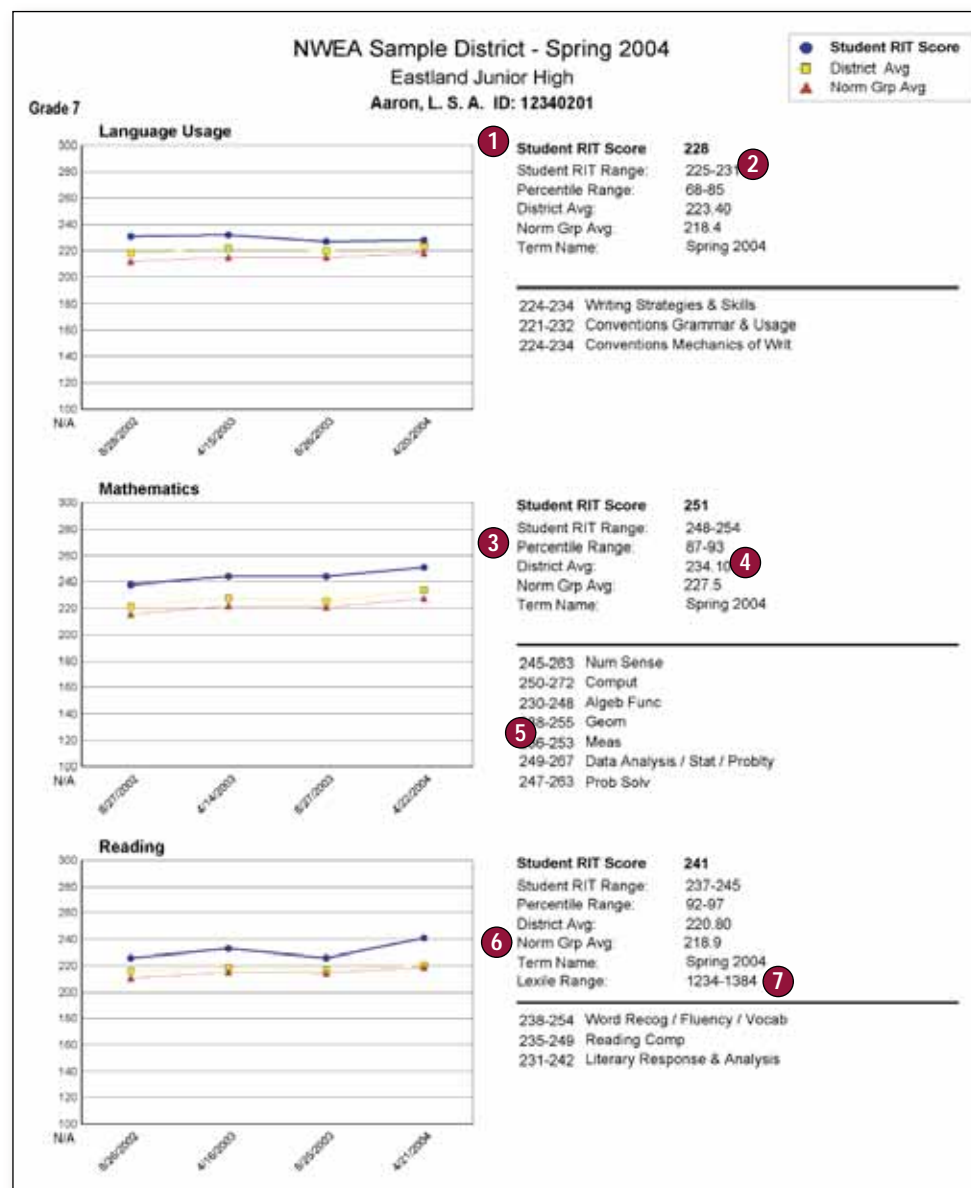 NWEA Sample District - Spring 2004
Eastland Junior High
Aaron, L. S. A. ID: 12340201
Student RIT Score
District Avg
Norm Grp Avg
Grade 7
Language Usage
300
280
260
240
220
200
180
160
140
120
100
N/A
8/28/2002
4/15/2003
8/26/2003
4/20/2004
1
Student RIT Score 228
Student RIT Range: 225-231
2
Percentile Range: 68-85
District Avg: 223.40
Norm Grp Avg: 218.4
Term Name: Spring 2004
224-234 Writing Strategies & Skills
221-232 Conventions Grammar & Usage
224-234 Conventions Mechanics of Writ
Mathematics
300
280
260
240
220
200
180
160
140
120
100
N/A
8/27/2002
4/14/2003
8/27/2003
4/22/2004
Student RIT Score 251
Student RIT Range: 248-254
3
Percentile Range: 87-93
District Avg: 234.10
4
Norm Grp Avg: 227.5
Term Name: Spring 2004
245-263 Num Sense
250-272 Comput
230-248 Algeb Func
-255 Geom
5
-253 Meas
249-267 Data Analysis / Stat / Problty
247-263 Prob Solv
Reading
300
280
260
240
220
200
180
160
140
120
100
N/A
8/26/2002
4/16/2003
8/25/2003
4/21/2004
Student RIT Score 241
Student RIT Range: 237-245
Percentile Range: 92-97
District Avg: 220.80
6
Norm Grp Avg: 218.9
Term Name: Spring 2004
Lexile Range: 1234-1384
7
238-254 Word Recog / Fluency / Vocab
235-249 Reading Comp
231-242 Literary Response & Analysis